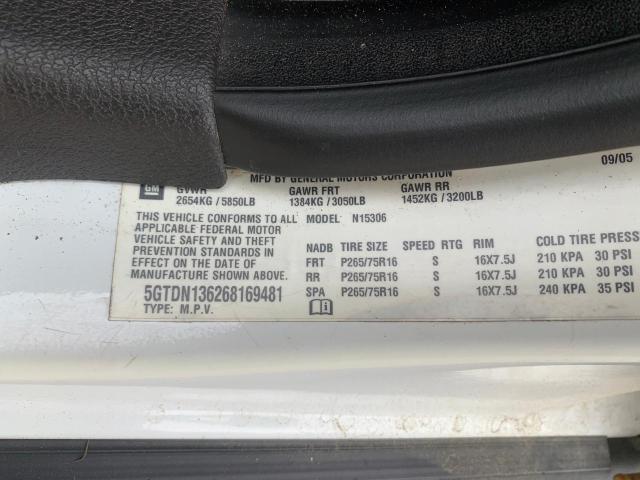 MFD BY GENERAL MOTORS CORPORATION 09/05
GM
GVWR GAWR FRT GAWR RR
2654KG / 5850LB 1384KG / 3050LB 1452KG / 3200LB
THIS VEHICLE CONFORMS TO ALL MODEL N15306
APPLICABLE FEDERAL MOTOR
VEHICLE SAFETY AND THEFT
PREVENTION STANDARDS IN
EFFECT ON THE DATE OF
MANUFACTURE SHOWN ABOVE.
NADB TIRE SIZE SPEED RTG RIM COLD TIRE PRESS
FRT P265/75R16 S 16X7.5J 210 KPA 30 PSI
RR P265/75R16 S 16X7.5J 210 KPA 30 PSI
SPA P265/75R16 S 16X7.5J 240 KPA 35 PSI
5GTDN136268169481
TYPE: M.P.V.